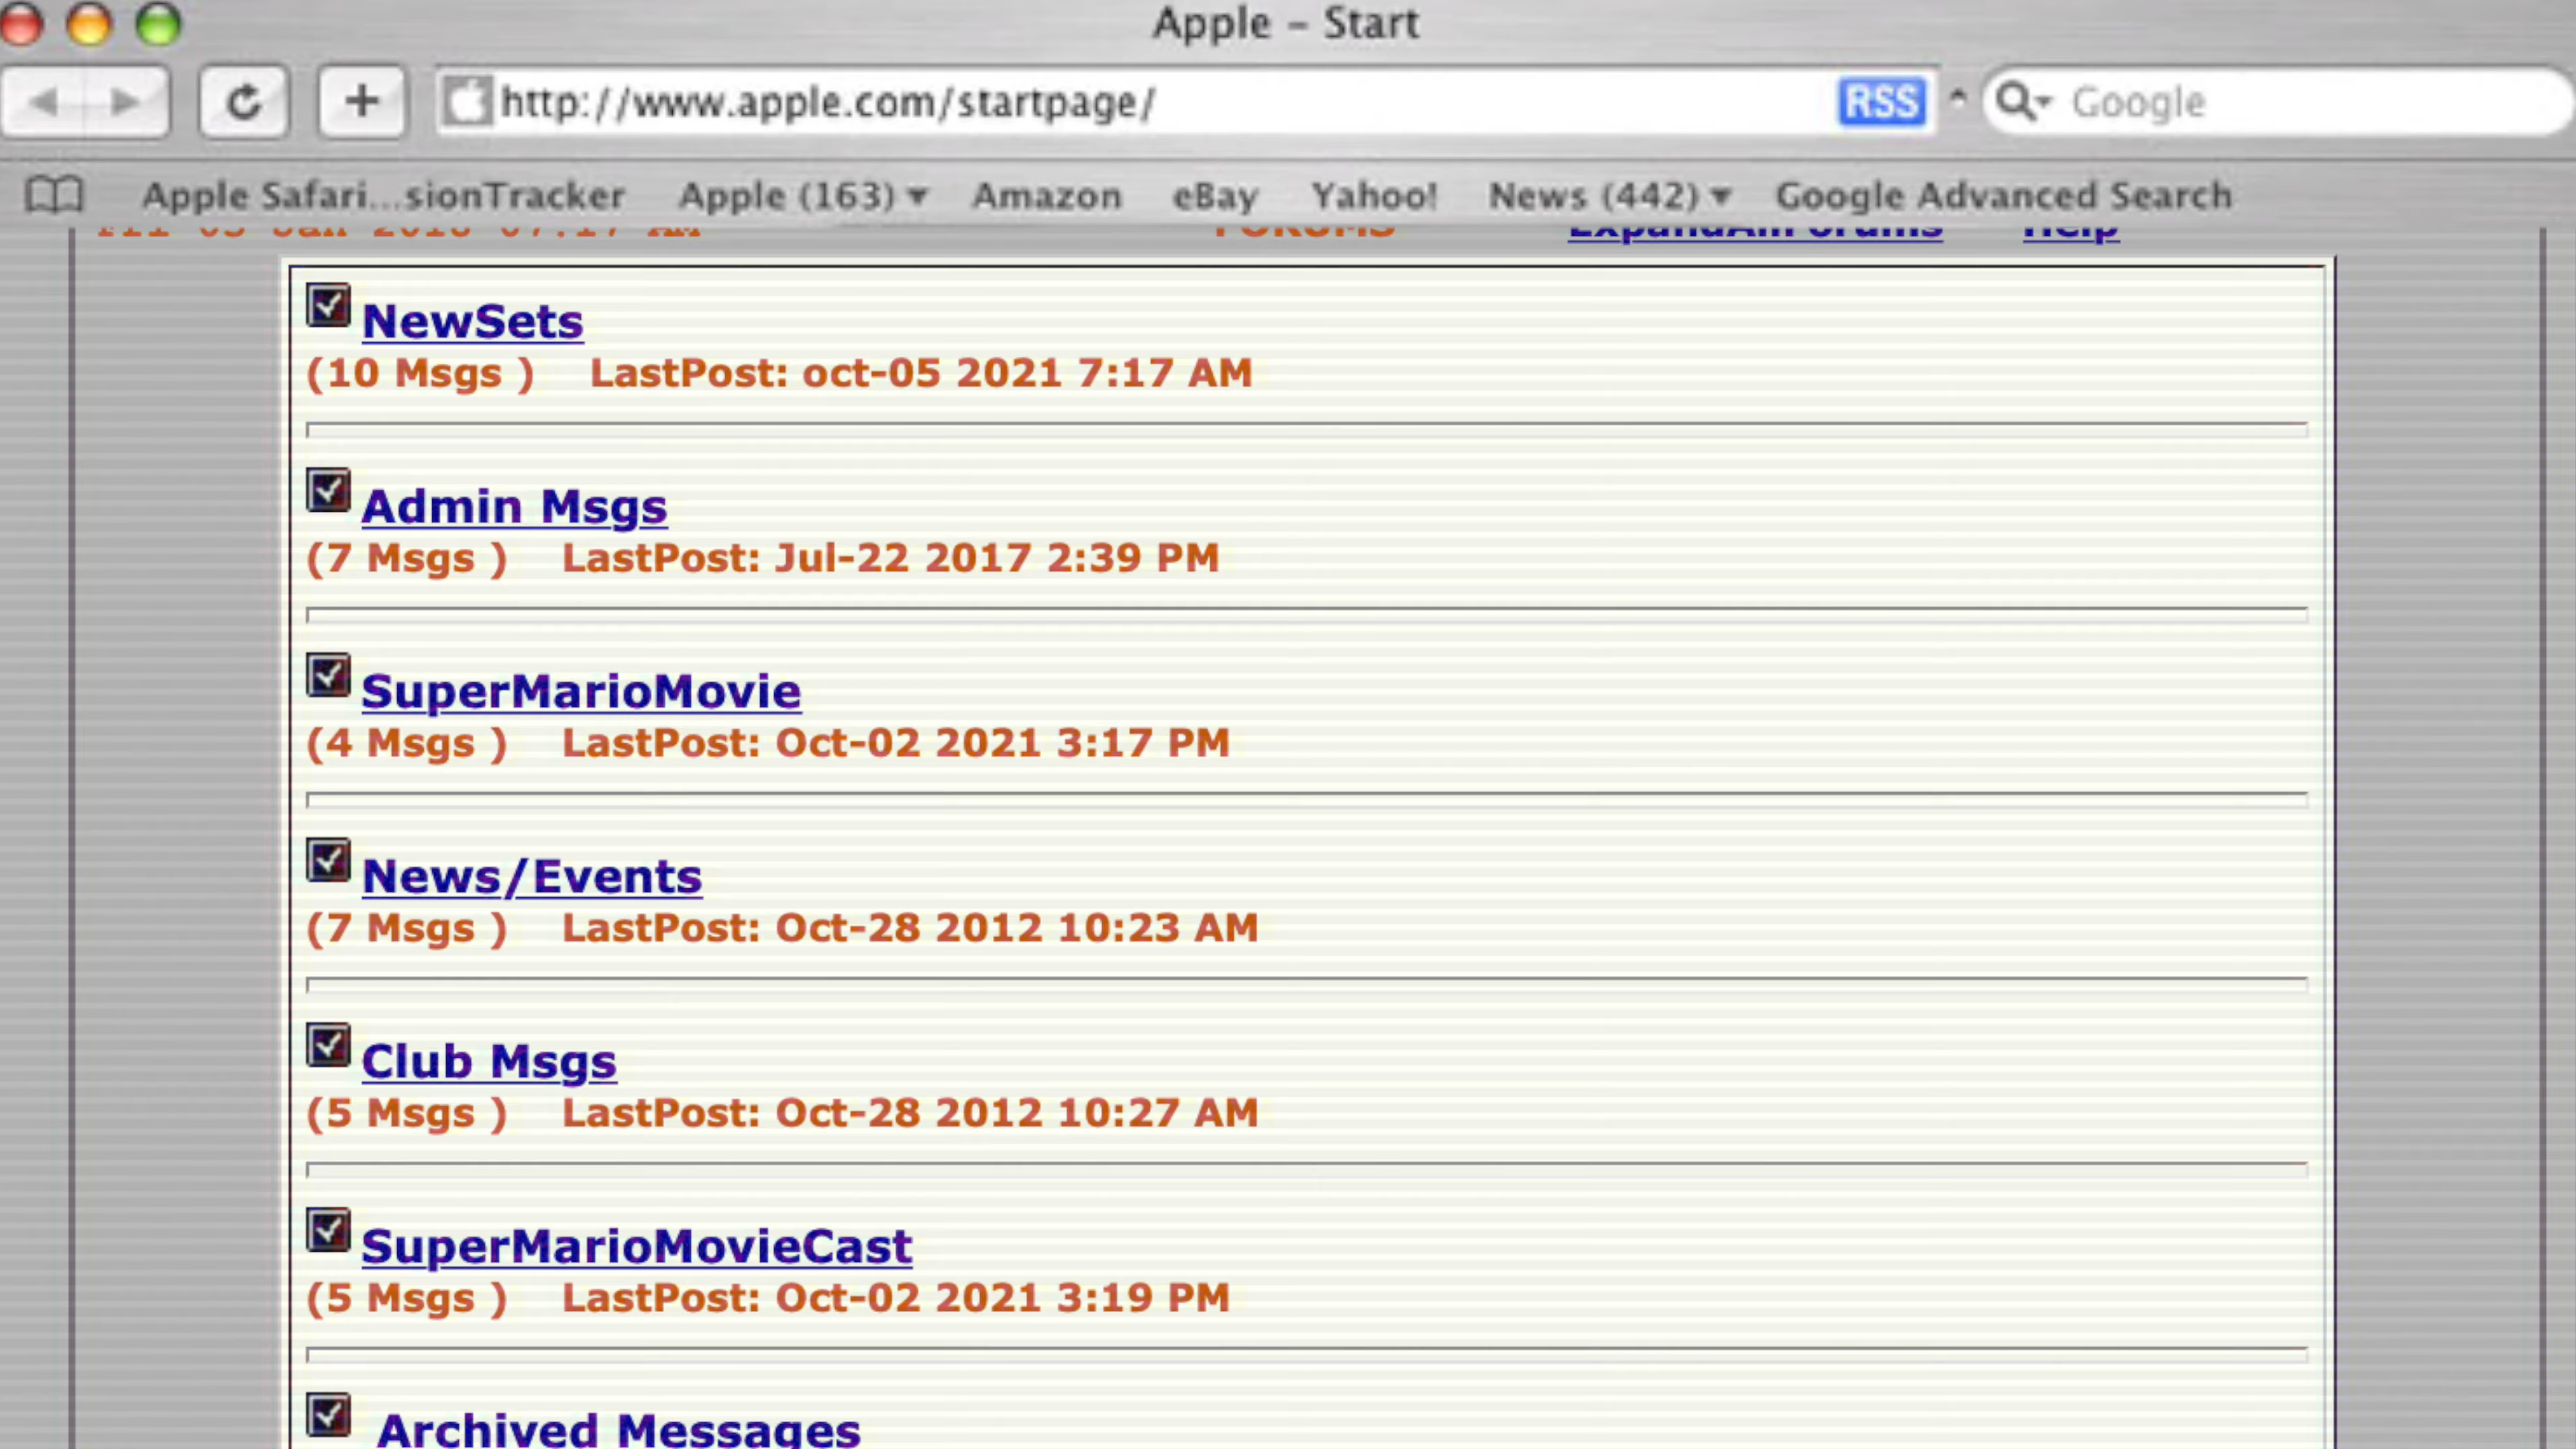 Apple – Start
http://www.apple.com/startpage/ RSS Google
Apple Safari...sionTracker Apple (163) Amazon eBay Yahoo! News (442) Google Advanced Search
FORUMS ExpandAllForums Help
NewSets
(10 Msgs ) LastPost: oct-05 2021 7:17 AM
Admin Msgs
(7 Msgs ) LastPost: Jul-22 2017 2:39 PM
SuperMarioMovie
(4 Msgs ) LastPost: Oct-02 2021 3:17 PM
News/Events
(7 Msgs ) LastPost: Oct-28 2012 10:23 AM
Club Msgs
(5 Msgs ) LastPost: Oct-28 2012 10:27 AM
SuperMarioMovieCast
(5 Msgs ) LastPost: Oct-02 2021 3:19 PM
Archived Messages